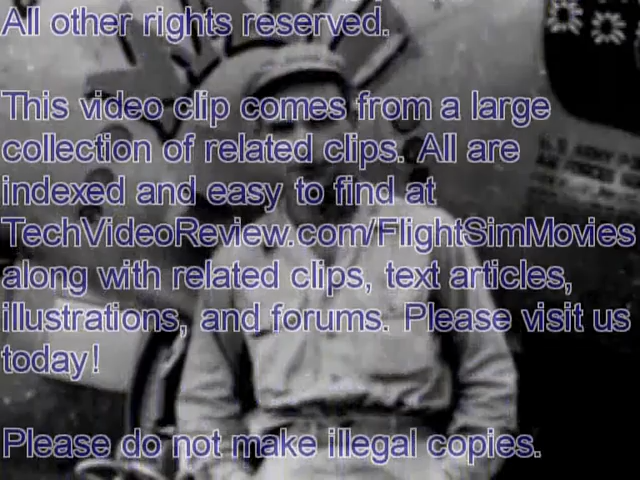 All other rights reserved.
This video clip comes from a large
collection of related clips. All are
indexed and easy to find at
TechVideoReview.com/FlightSimMovies
along with related clips, text articles,
illustrations, and forums. Please visit us
today!
Please do not make illegal copies.